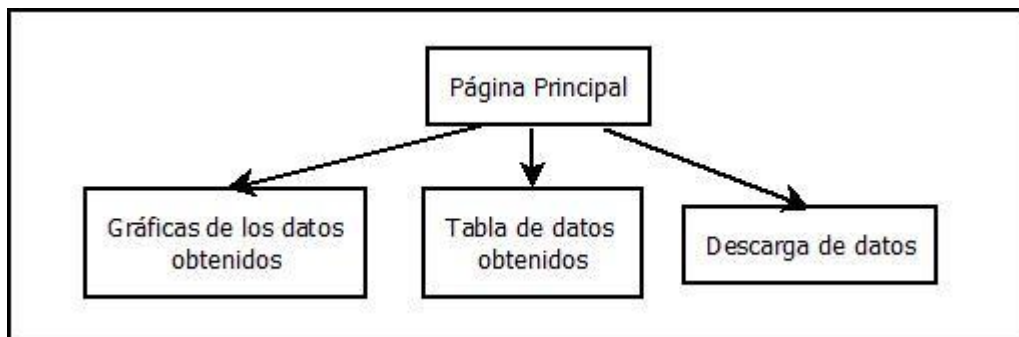 Página Principal
Gráficas de los datos
obtenidos
Tabla de datos
obtenidos
Descarga de datos